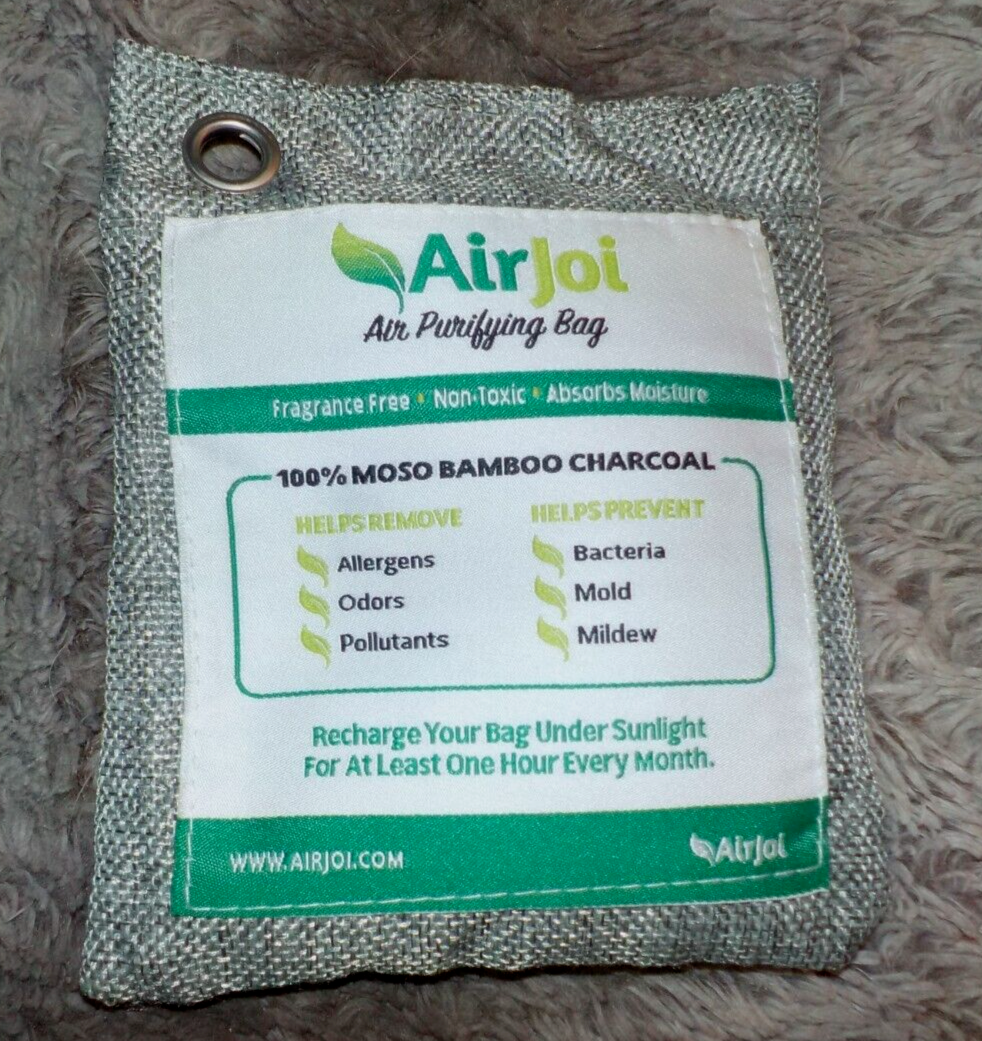 AirJoi
Air Purifying Bag
Fragrance Free • Non-Toxic • Absorbs Moisture
100% MOSO BAMBOO CHARCOAL
HELPS REMOVE
Allergens
Odors
Pollutants
HELPS PREVENT
Bacteria
Mold
Mildew
Recharge Your Bag Under Sunlight
For At Least One Hour Every Month.
WWW.AIRJOI.COM
AirJoi